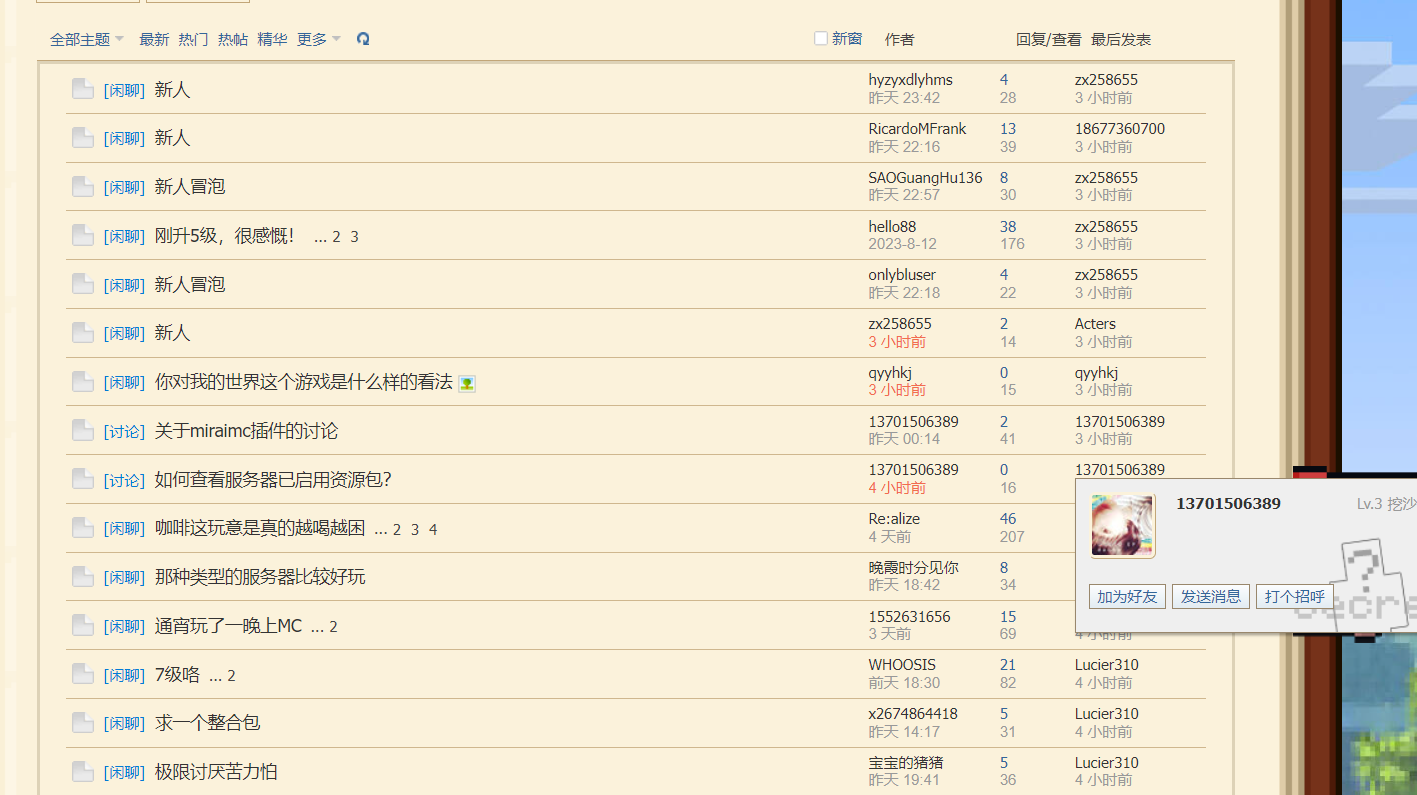 全部主题 最新 热门 热帖 精华 更多 新窗 作者 回复/查看 最后发表
[闲聊] 新人 hyzyxdlyhms 4 zx258655
昨天 23:42 28 3 小时前
[闲聊] 新人 RicardoMFrank 13 18677360700
昨天 22:16 39 3 小时前
[闲聊] 新人冒泡 SAOGuangHu136 8 zx258655
昨天 22:57 30 3 小时前
[闲聊] 刚升5级，很感慨！ ... 2 3 hello88 38 zx258655
2023-8-12 176 3 小时前
[闲聊] 新人冒泡 onlybluser 4 zx258655
昨天 22:18 22 3 小时前
[闲聊] 新人 zx258655 2 Acters
3 小时前 14 3 小时前
[闲聊] 你对我的世界这个游戏是什么样的看法 qyyhkj 0 qyyhkj
3 小时前 15 3 小时前
[讨论] 关于miraimc插件的讨论 13701506389 2 13701506389
昨天 00:14 41 3 小时前
[讨论] 如何查看服务器已启用资源包? 13701506389 0 13701506389
4 小时前 16
[闲聊] 咖啡这玩意是真的越喝越困 ... 2 3 4 Re:alize 46
4 天前 207
[闲聊] 那种类型的服务器比较好玩 晚霞时分见你 8
昨天 18:42 34
[闲聊] 通宵玩了一晚上MC ... 2 1552631656 15
3 天前 69 4 小时前
[闲聊] 7级咯 ... 2 WHOOSIS 21 Lucier310
前天 18:30 82 4 小时前
[闲聊] 求一个整合包 x2674864418 5 Lucier310
昨天 14:17 31 4 小时前
[闲聊] 极限讨厌苦力怕 宝宝的猪猪 5 Lucier310
昨天 19:41 36 4 小时前
13701506389 Lv.3 挖沙
加为好友 发送消息 打个招呼